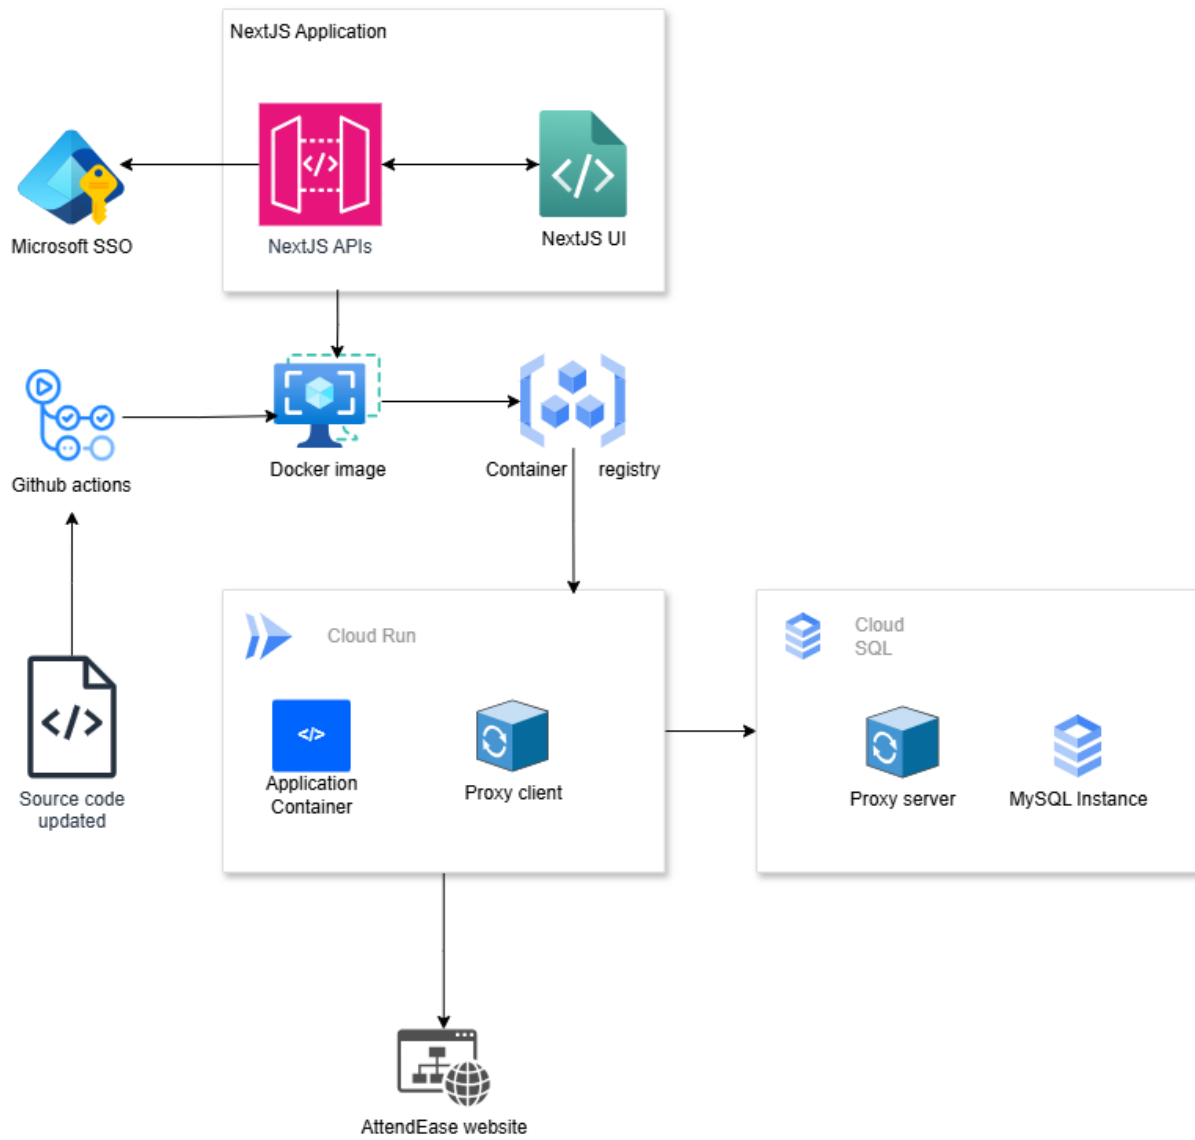 NextJS Application
</>
</>
Microsoft SSO
NextJS APIs
NextJS UI
Github actions
Docker image
Container registry
Cloud Run
Cloud
SQL
</>
</>
Application
Container
Proxy client
Proxy server
MySQL Instance
Source code
updated
AttendEase website